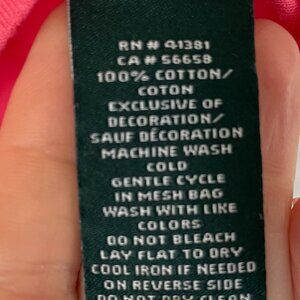 RN # 41381
CA # 56658
100% COTTON/
COTON
EXCLUSIVE OF
DECORATION/
SAUF DÉCORATION
MACHINE WASH
COLD
GENTLE CYCLE
IN MESH BAG
WASH WITH LIKE
COLORS
DO NOT BLEACH
LAY FLAT TO DRY
COOL IRON IF NEEDED
ON REVERSE SIDE
DO NOT DRY CLEAN